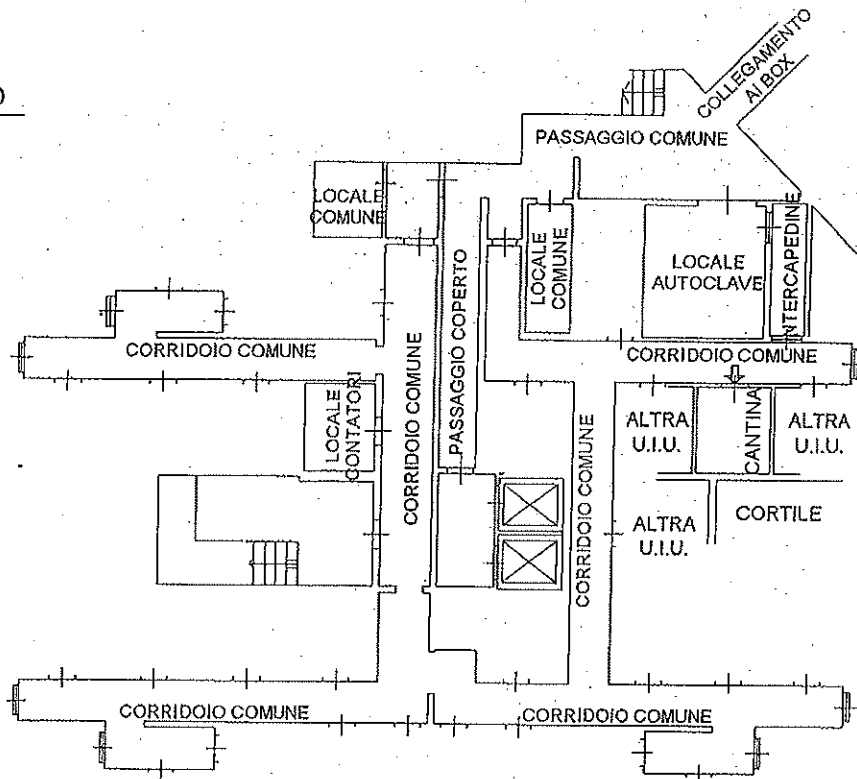 COLLEGAMENTO
AI BOX
PASSAGGIO COMUNE
LOCALE
COMUNE
PASSAGGIO COPERTO
LOCALE
COMUNE
LOCALE
AUTOCLAVE
INTERCAPEDINE
CORRIDOIO COMUNE
CORRIDOIO COMUNE
CORRIDOIO COMUNE
LOCALE
CONTATORI
CORRIDOIO COMUNE
ALTRA
U.I.U.
CANTINA
ALTRA
U.I.U.
ALTRA
U.I.U.
CORTILE
CORRIDOIO COMUNE
CORRIDOIO COMUNE